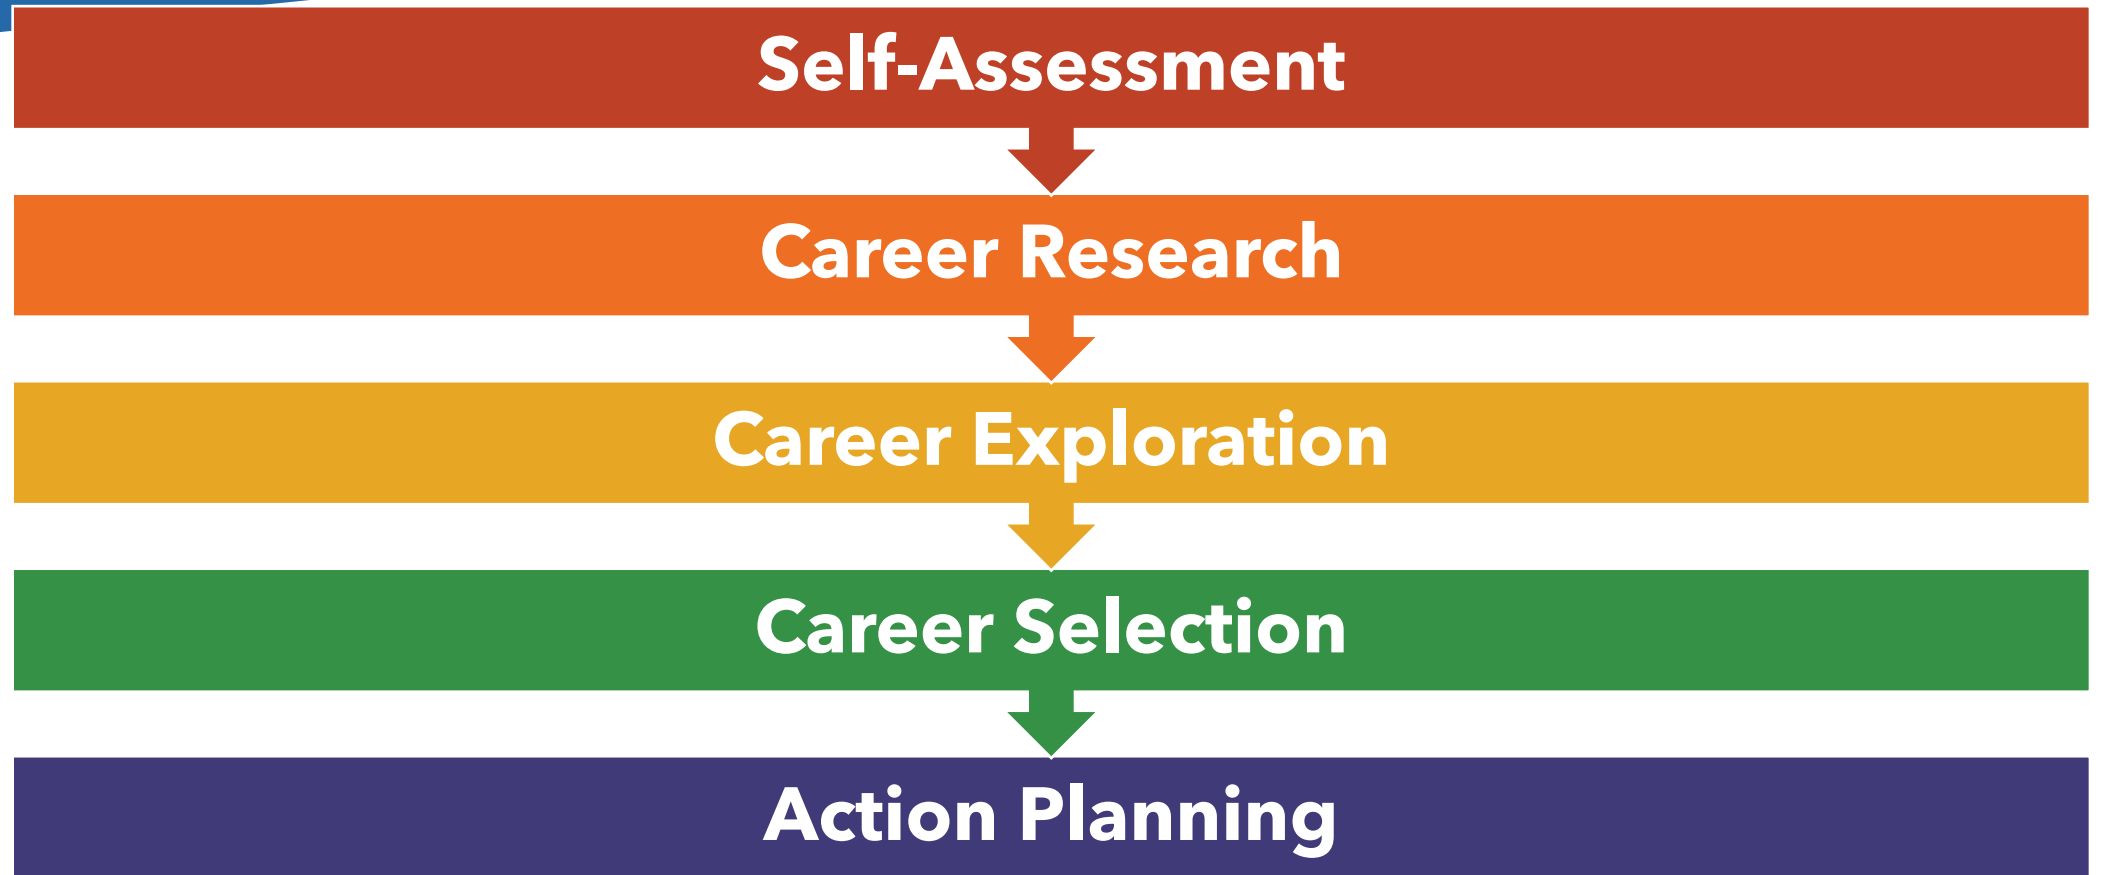 Self-Assessment
Career Research
Career Exploration
Career Selection
Action Planning